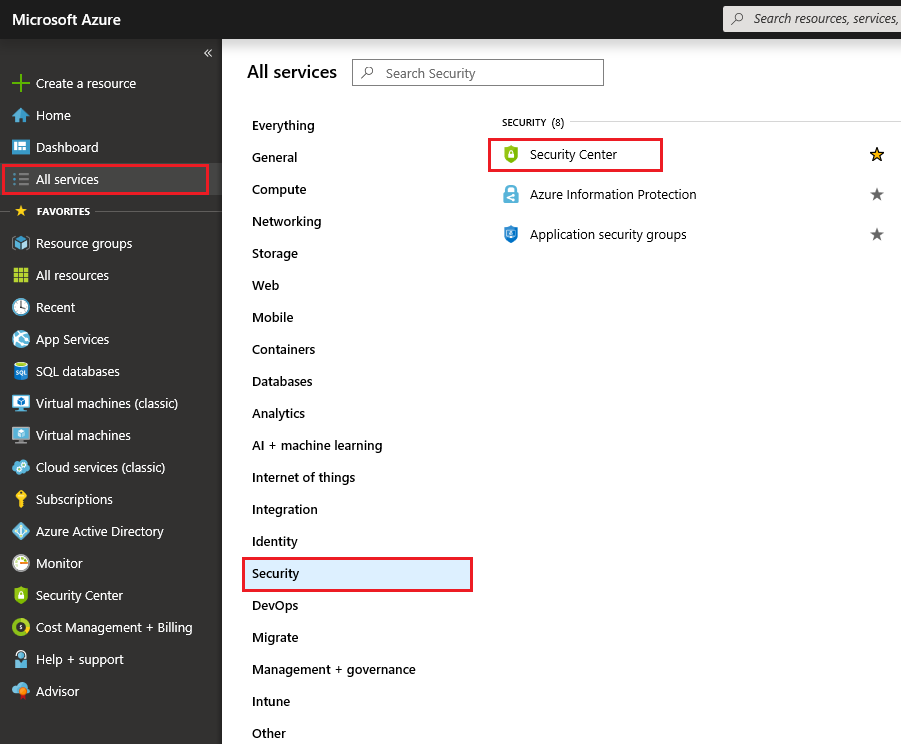 Microsoft Azure
Search resources, services,
«
Create a resource
Home
Dashboard
All services
FAVORITES
Resource groups
All resources
Recent
App Services
SQL databases
Virtual machines (classic)
Virtual machines
Cloud services (classic)
Subscriptions
Azure Active Directory
Monitor
Security Center
Cost Management + Billing
Help + support
Advisor
All services
Search Security
Everything
General
Compute
Networking
Storage
Web
Mobile
Containers
Databases
Analytics
AI + machine learning
Internet of things
Integration
Identity
Security
DevOps
Migrate
Management + governance
Intune
Other
SECURITY (8)
Security Center
Azure Information Protection
Application security groups